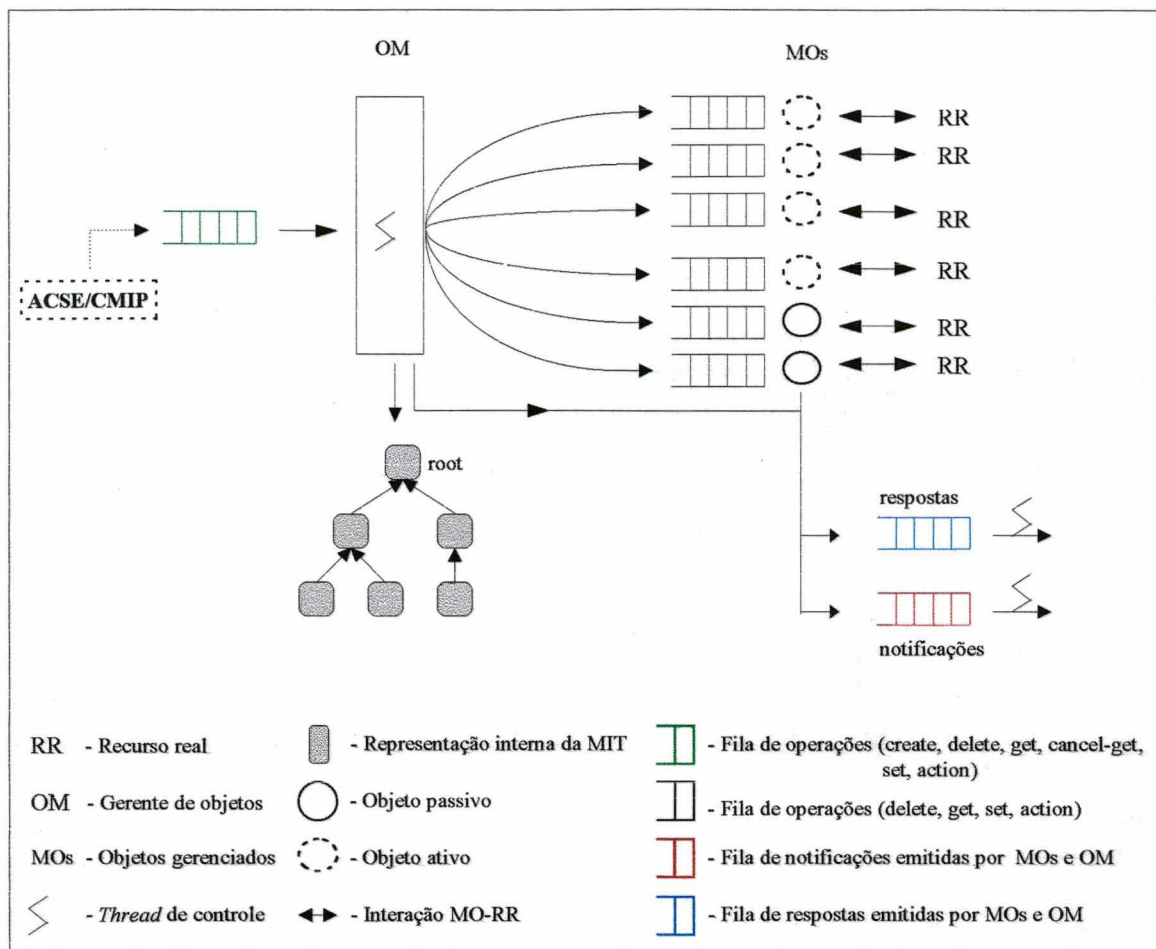 OM
MOs
RR
RR
RR
RR
RR
RR
ACSE/CMIP
root
respostas
notificações
RR - Recurso real
OM - Gerente de objetos
MOs - Objetos gerenciados
- Thread de controle
- Representação interna da MIT
- Objeto passivo
- Objeto ativo
- Interação MO-RR
- Fila de operações (create, delete, get, cancel-get,
set, action)
- Fila de operações (delete, get, set, action)
- Fila de notificações emitidas por MOs e OM
- Fila de respostas emitidas por MOs e OM